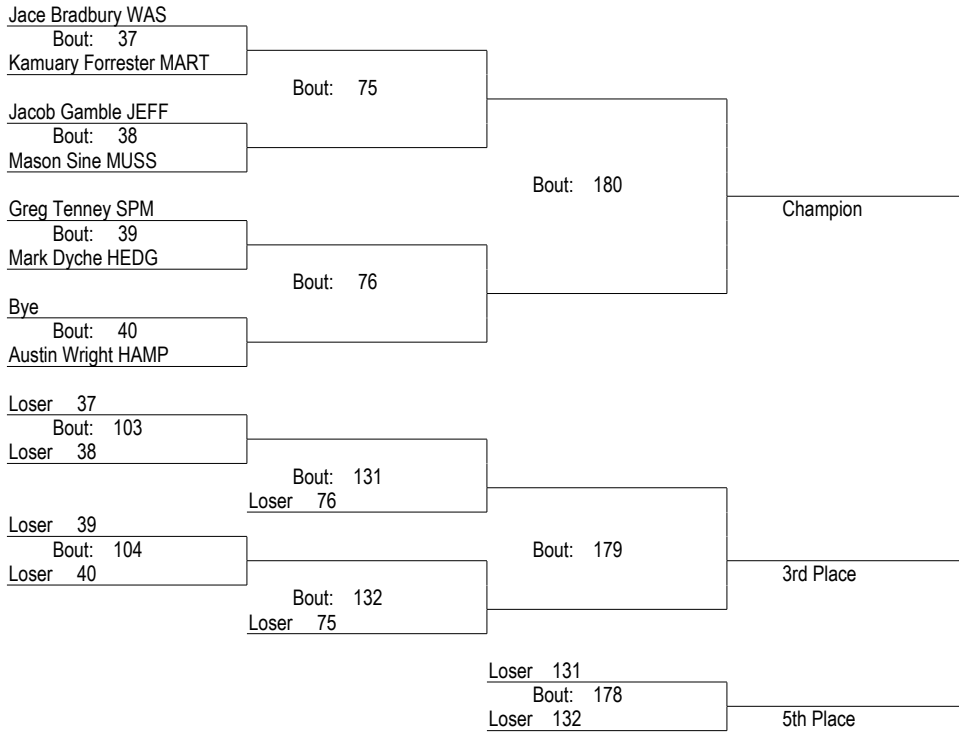 Jace Bradbury WAS
Bout: 37
Kamuary Forrester MART
Bout: 75
Jacob Gamble JEFF
Bout: 38
Mason Sine MUSS
Bout: 180
Greg Tenney SPM
Champion
Bout: 39
Mark Dyche HEDG
Bout: 76
Bye
Bout: 40
Austin Wright HAMP
Loser 37
Bout: 103
Loser 38
Bout: 131
Loser 76
Loser 39
Bout: 104
Bout: 179
Loser 40
3rd Place
Bout: 132
Loser 75
Loser 131
Bout: 178
Loser 132
5th Place